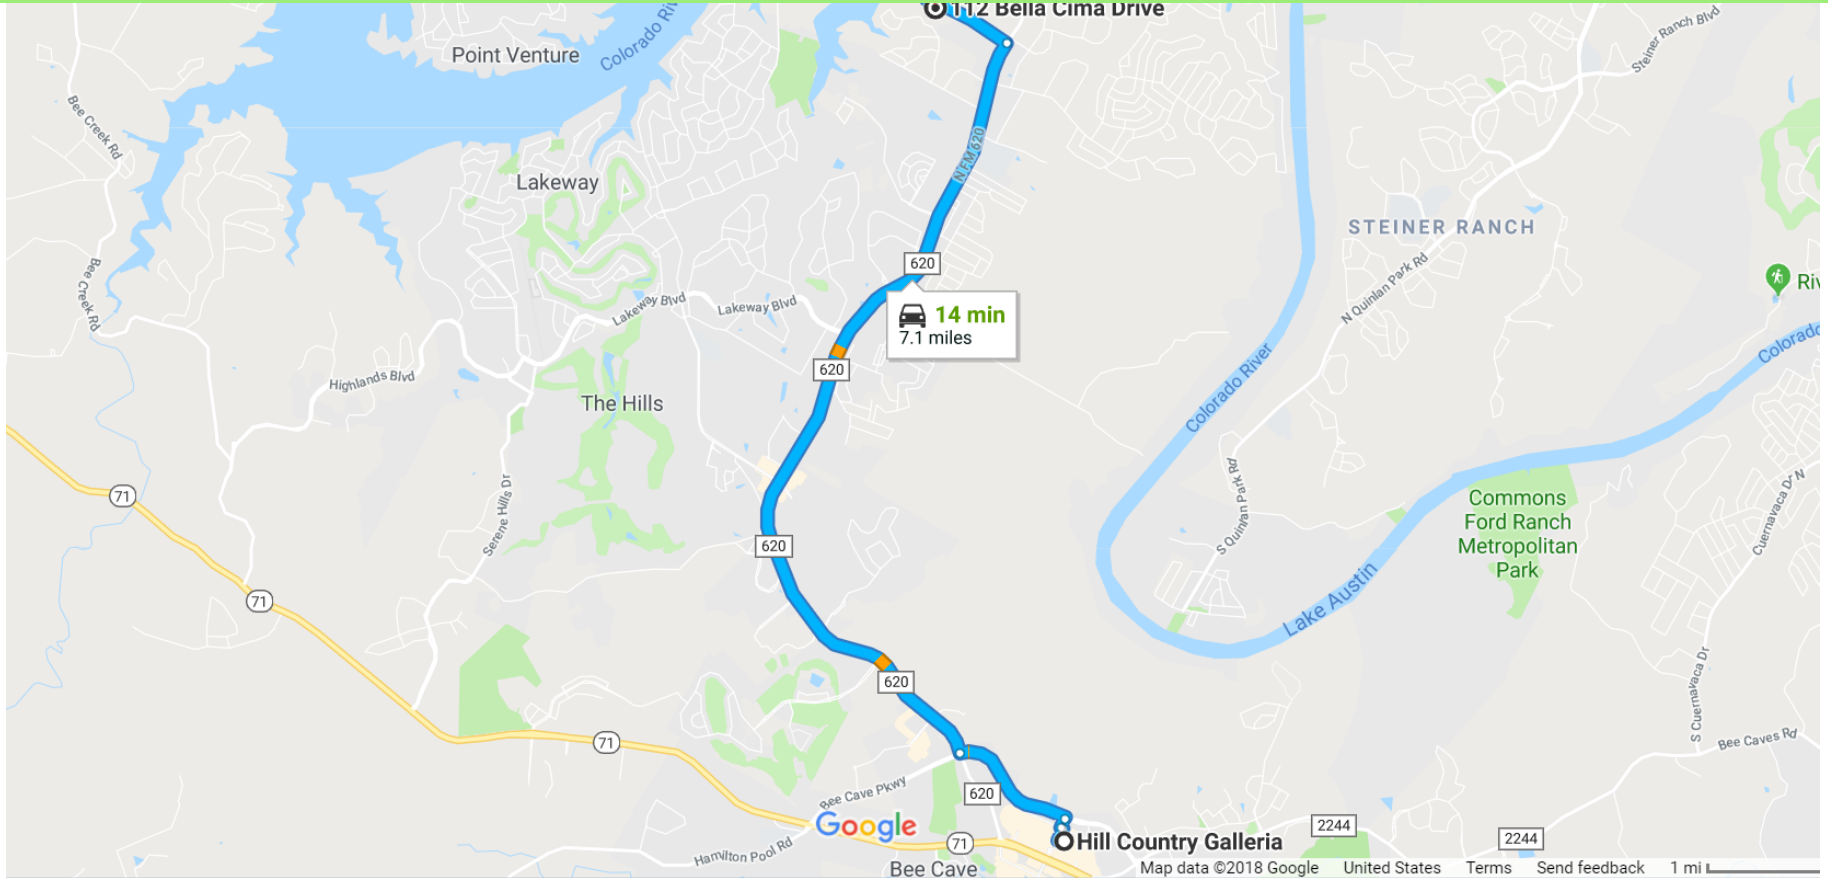 112 Bella Cima Drive
Point Venture
Colorado Riv
Steiner Ranch Blvd
Bee Creek Rd
N FM 620
Lakeway
STEINER RANCH
620
Bee Creek Rd
N Quinlan Park Rd
Riv
Lakeway Blvd
Lakeway Blvd
14 min
7.1 miles
Colorado
620
Highlands Blvd
Colorado River
The Hills
71
Serene Hills Dr
S Quinlan Park Rd
Commons
Ford Ranch
Metropolitan
Park
Cuernavaca Dr N
620
71
Lake Austin
620
S Cuernavaca Dr
71
Bee Caves Rd
Bee Cave Pkwy
620
Google
2244
2244
Hill Country Galleria
71
Hamilton Pool Rd
Bee Cave
Map data ©2018 Google United States Terms Send feedback 1 mi